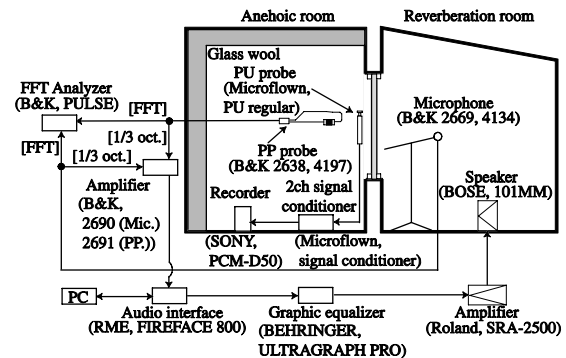 Anehoic room
Reverberation room
Glass wool
PU probe
(Microflown,
PU regular)
FFT Analyzer
(B&K, PULSE)
[FFT]
[1/3 oct.]
[FFT]
[1/3 oct.]
Microphone
(B&K 2669, 4134)
PP probe
(B&K 2638, 4197)
Amplifier
(B&K,
2690 (Mic.)
2691 (PP.))
Recorder
(SONY,
PCM-D50)
2ch signal
conditioner
(Microflown,
signal conditioner)
Speaker
(BOSE, 101MM)
PC
Audio interface
(RME, FIREFACE 800)
Graphic equalizer
(BEHRINGER,
ULTRAGRAPH PRO)
Amplifier
(Roland, SRA-2500)